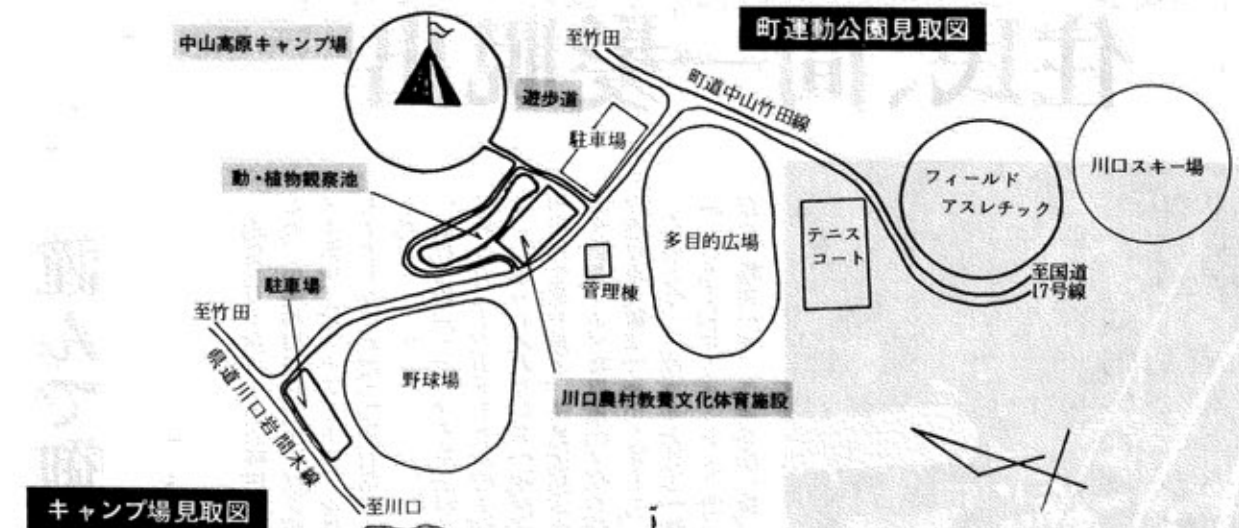 町運動公園見取図
中山高原キャンプ場
至竹田
遊歩道
町道中山竹田線
駐車場
動・植物観察池
フィールド
アスレチック
川口スキー場
多目的広場
テニス
コート
管理棟
至国道
17号線
駐車場
至竹田
野球場
川口農村教養文化体育施設
県道川口岩間木線
至川口
キャンプ場見取図